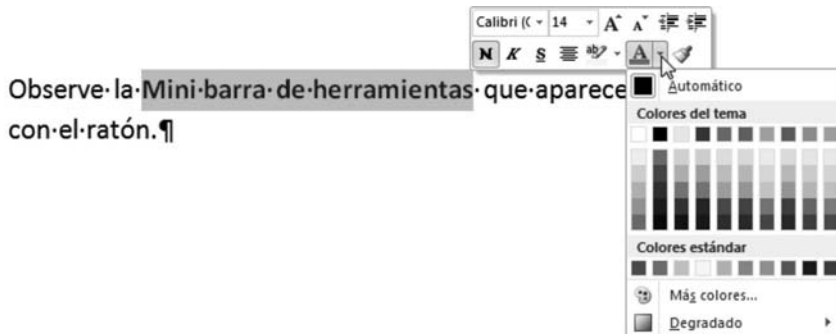 Calibri (C 14 A A
N K S ab A
Observe·la·Mini·barra·de·herramientas·que·aparece
con·el·ratón.¶
Automático
Colores del tema
Colores estándar
Más colores...
Degradado